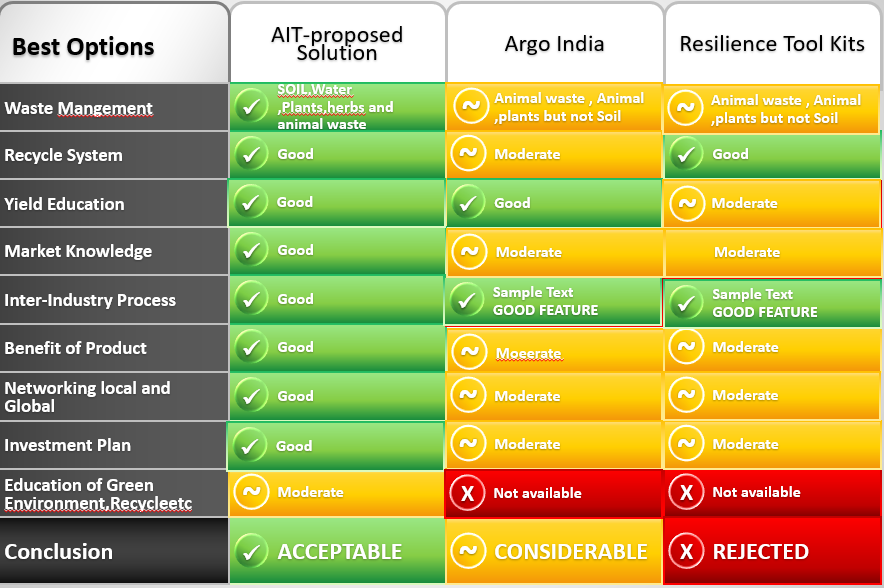 Best Options
AIT-proposed
Solution
Argo India
Resilience Tool Kits
Waste Mangement
SOIL,Water
,Plants,herbs and
animal waste
Animal waste , Animal
,plants but not Soil
Animal waste , Animal
,plants but not Soil
Recycle System
Good
Moderate
Good
Yield Education
Good
Good
Moderate
Market Knowledge
Good
Moderate
Moderate
Inter-Industry Process
Good
Sample Text
GOOD FEATURE
Sample Text
GOOD FEATURE
Benefit of Product
Good
Moeerate
Moderate
Networking local and
Global
Good
Moderate
Moderate
Investment Plan
Good
Moderate
Moderate
Education of Green
Environment,Recycleetc
Moderate
X Not available
X Not available
Conclusion
ACCEPTABLE
CONSIDERABLE
X REJECTED